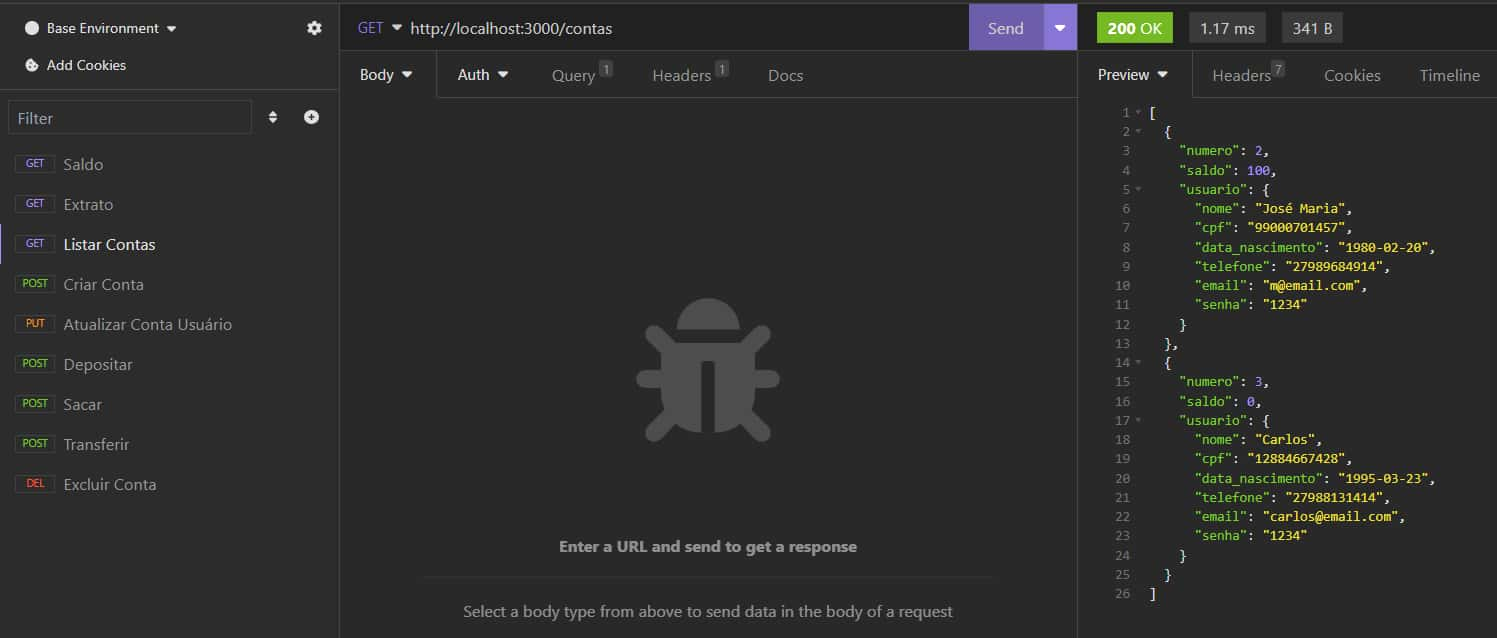 Base Environment
Add Cookies
Filter
GET Saldo
GET Extrato
GET Listar Contas
POST Criar Conta
PUT Atualizar Conta Usuário
POST Depositar
POST Sacar
POST Transferir
DEL Excluir Conta
GET http://localhost:3000/contas Send
Body Auth Query 1 Headers 1 Docs
Enter a URL and send to get a response
Select a body type from above to send data in the body of a request
200 OK 1.17 ms 341 B
Preview Headers 7 Cookies Timeline
1 [
2 {
3 "numero": 2,
4 "saldo": 100,
5 "usuario": {
6 "nome": "José Maria",
7 "cpf": "99000701457",
8 "data_nascimento": "1980-02-20",
9 "telefone": "27989684914",
10 "email": "m@email.com",
11 "senha": "1234"
12 }
13 },
14 {
15 "numero": 3,
16 "saldo": 0,
17 "usuario": {
18 "nome": "Carlos",
19 "cpf": "12884667428",
20 "data_nascimento": "1995-03-23",
21 "telefone": "27988131414",
22 "email": "carlos@email.com",
23 "senha": "1234"
24 }
25 }
26 ]